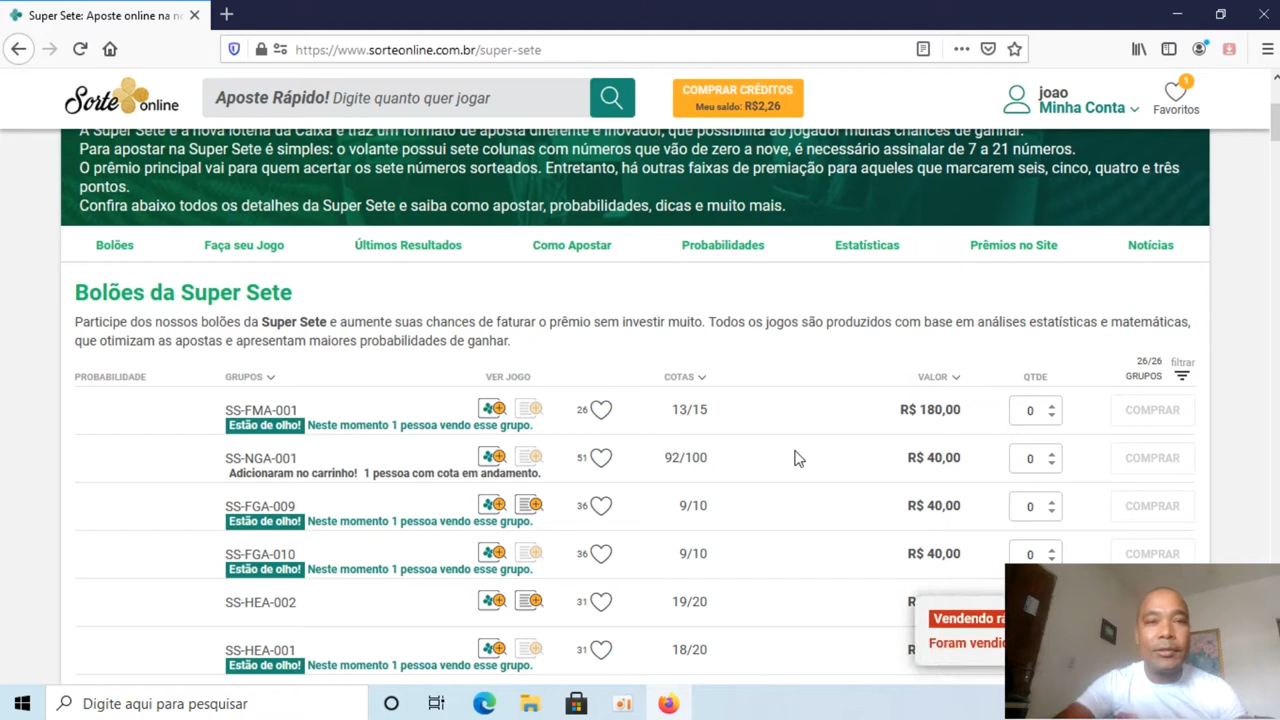 Super Sete: Aposte online na no
https://www.sorteonline.com.br/super-sete
Sorte online
Aposte Rápido! Digite quanto quer jogar
COMPRAR CRÉDITOS
Meu saldo: R$2,26
joao
Minha Conta
1
Favoritos
A Super Sete é a nova loteria da Caixa e traz um formato de aposta diferente e inovador, que possibilita ao jogador muitas chances de ganhar.
Para apostar na Super Sete é simples: o volante possui sete colunas com números que vão de zero a nove, é necessário assinalar de 7 a 21 números.
O prêmio principal vai para quem acertar os sete números sorteados. Entretanto, há outras faixas de premiação para aqueles que marcarem seis, cinco, quatro e três
pontos.
Confira abaixo todos os detalhes da Super Sete e saiba como apostar, probabilidades, dicas e muito mais.
Bolões Faça seu Jogo Últimos Resultados Como Apostar Probabilidades Estatísticas Prêmios no Site Notícias
Bolões da Super Sete
Participe dos nossos bolões da Super Sete e aumente suas chances de faturar o prêmio sem investir muito. Todos os jogos são produzidos com base em análises estatísticas e matemáticas,
que otimizam as apostas e apresentam maiores probabilidades de ganhar.
PROBABILIDADE GRUPOS VER JOGO COTAS VALOR QTDE 26/26 GRUPOS filtrar
SS-FMA-001 26 13/15 R$ 180,00 0 COMPRAR
Estão de olho! Neste momento 1 pessoa vendo esse grupo.
SS-NGA-001 51 92/100 R$ 40,00 0 COMPRAR
Adicionaram no carrinho! 1 pessoa com cota em andamento.
SS-FGA-009 36 9/10 R$ 40,00 0 COMPRAR
Estão de olho! Neste momento 1 pessoa vendo esse grupo.
SS-FGA-010 36 9/10 R$ 40,00 0 COMPRAR
Estão de olho! Neste momento 1 pessoa vendo esse grupo.
SS-HEA-002 31 19/20
Vendendo rá
Foram vendi
SS-HEA-001 31 18/20
Estão de olho! Neste momento 1 pessoa vendo esse grupo.
Digite aqui para pesquisar